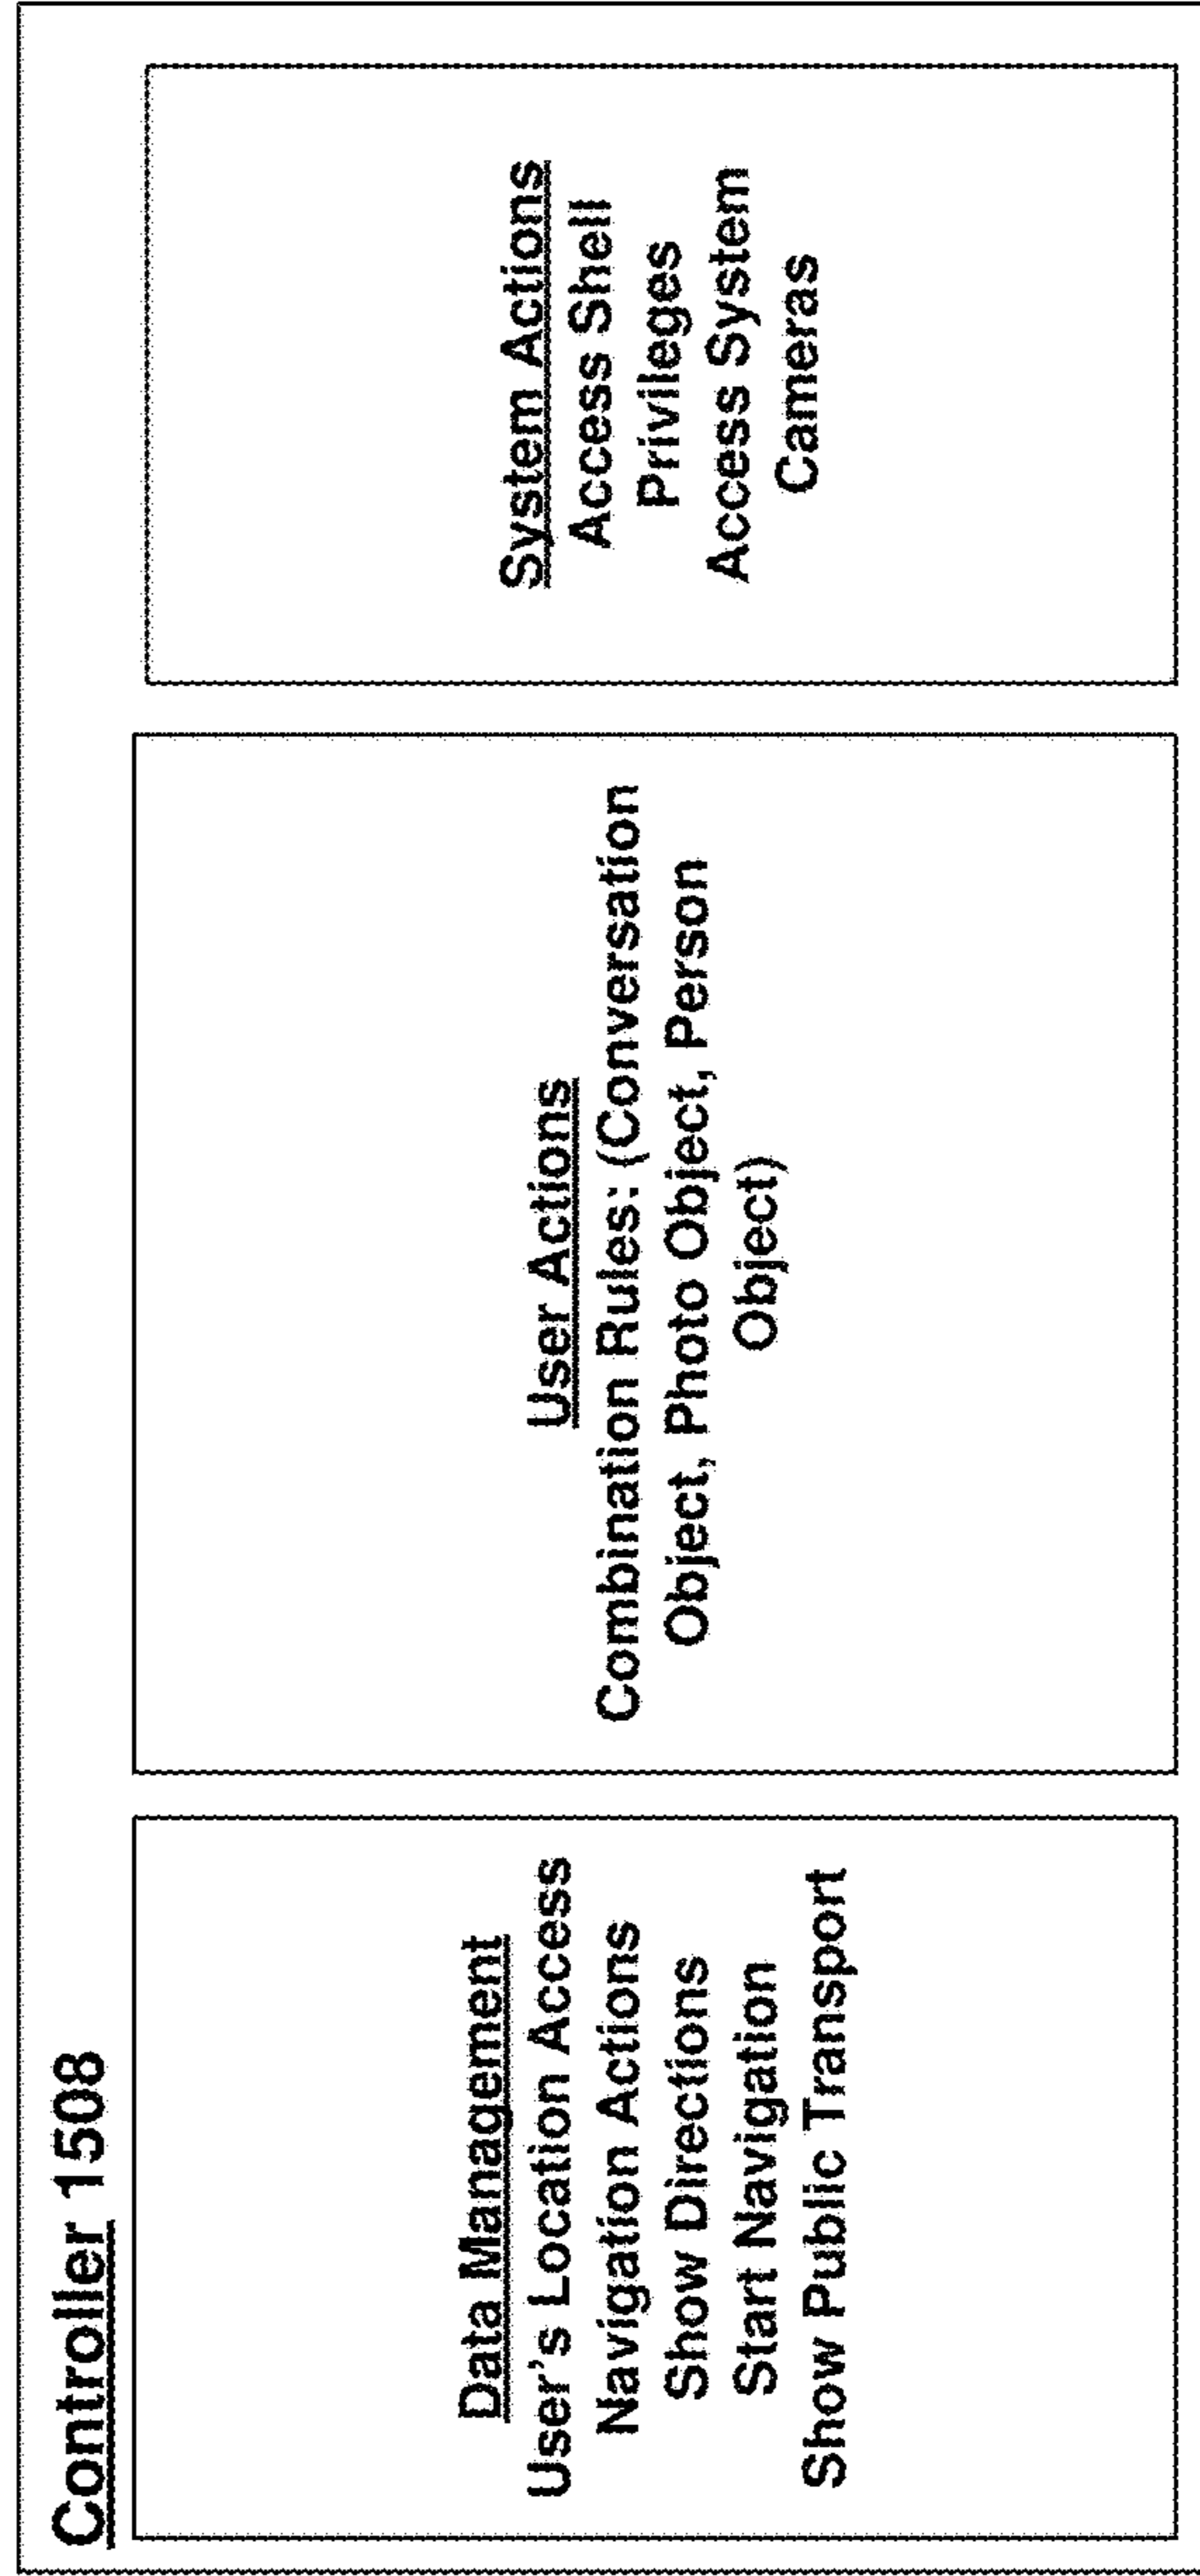 Controller 1508
Data Management
User's Location Access
Navigation Actions
Show Directions
Start Navigation
Show Public Transport
User Actions
Combination Rules: (Conversation
Object, Photo Object, Person
Object)
System Actions
Access Shell
Privileges
Access System
Cameras